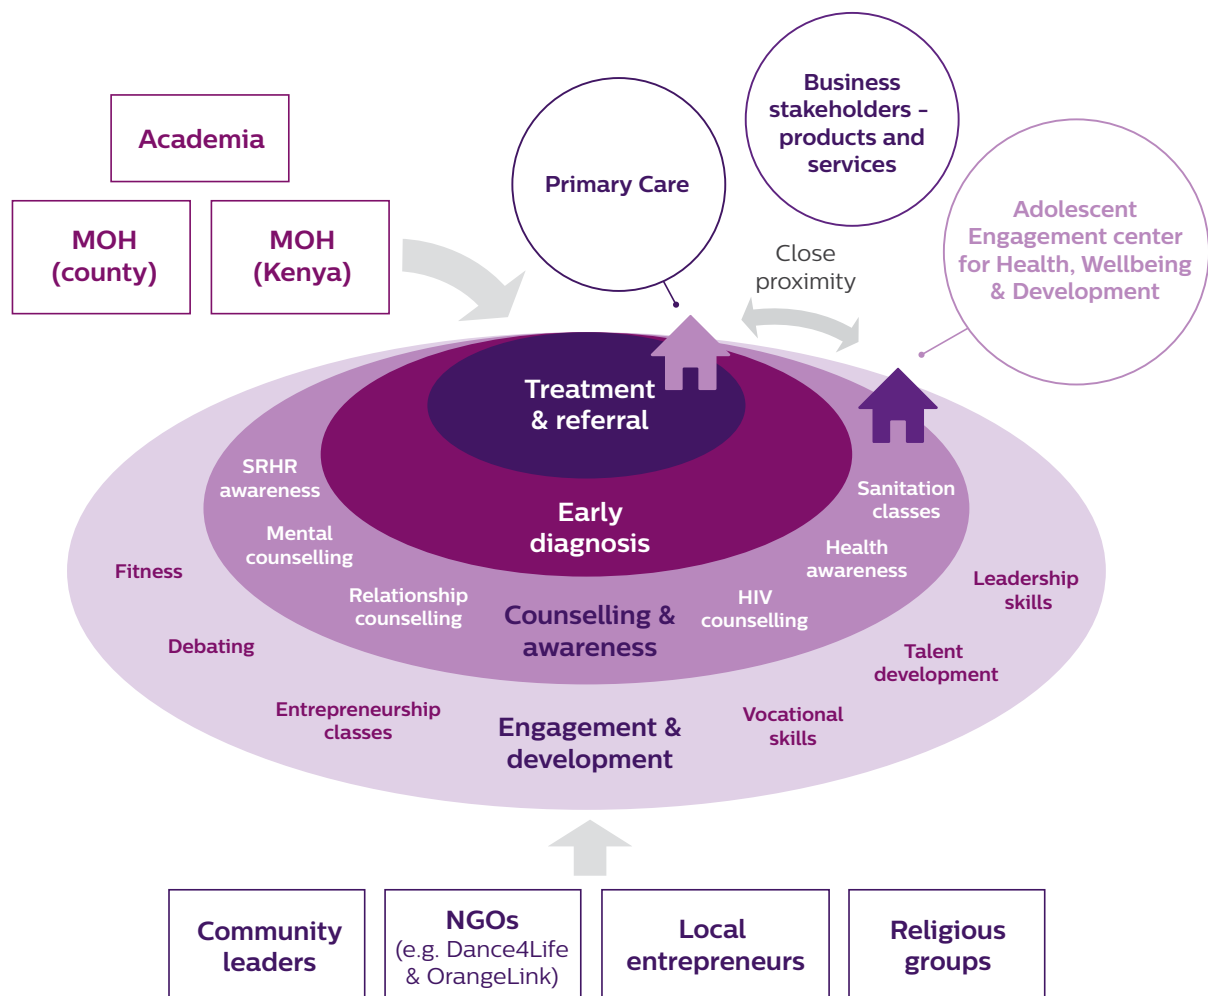 Academia
MOH
(county)
MOH
(Kenya)
Primary Care
Business
stakeholders -
products and
services
Adolescent
Engagement center
for Health, Wellbeing
& Development
Close
proximity
Treatment
& referral
Early
diagnosis
SRHR
awareness
Mental
counselling
Relationship
counselling
Counselling &
awareness
HIV
counselling
Health
awareness
Sanitation
classes
Fitness
Debating
Entrepreneurship
classes
Engagement &
development
Vocational
skills
Talent
development
Leadership
skills
Community
leaders
NGOs
(e.g. Dance4Life
& OrangeLink)
Local
entrepreneurs
Religious
groups